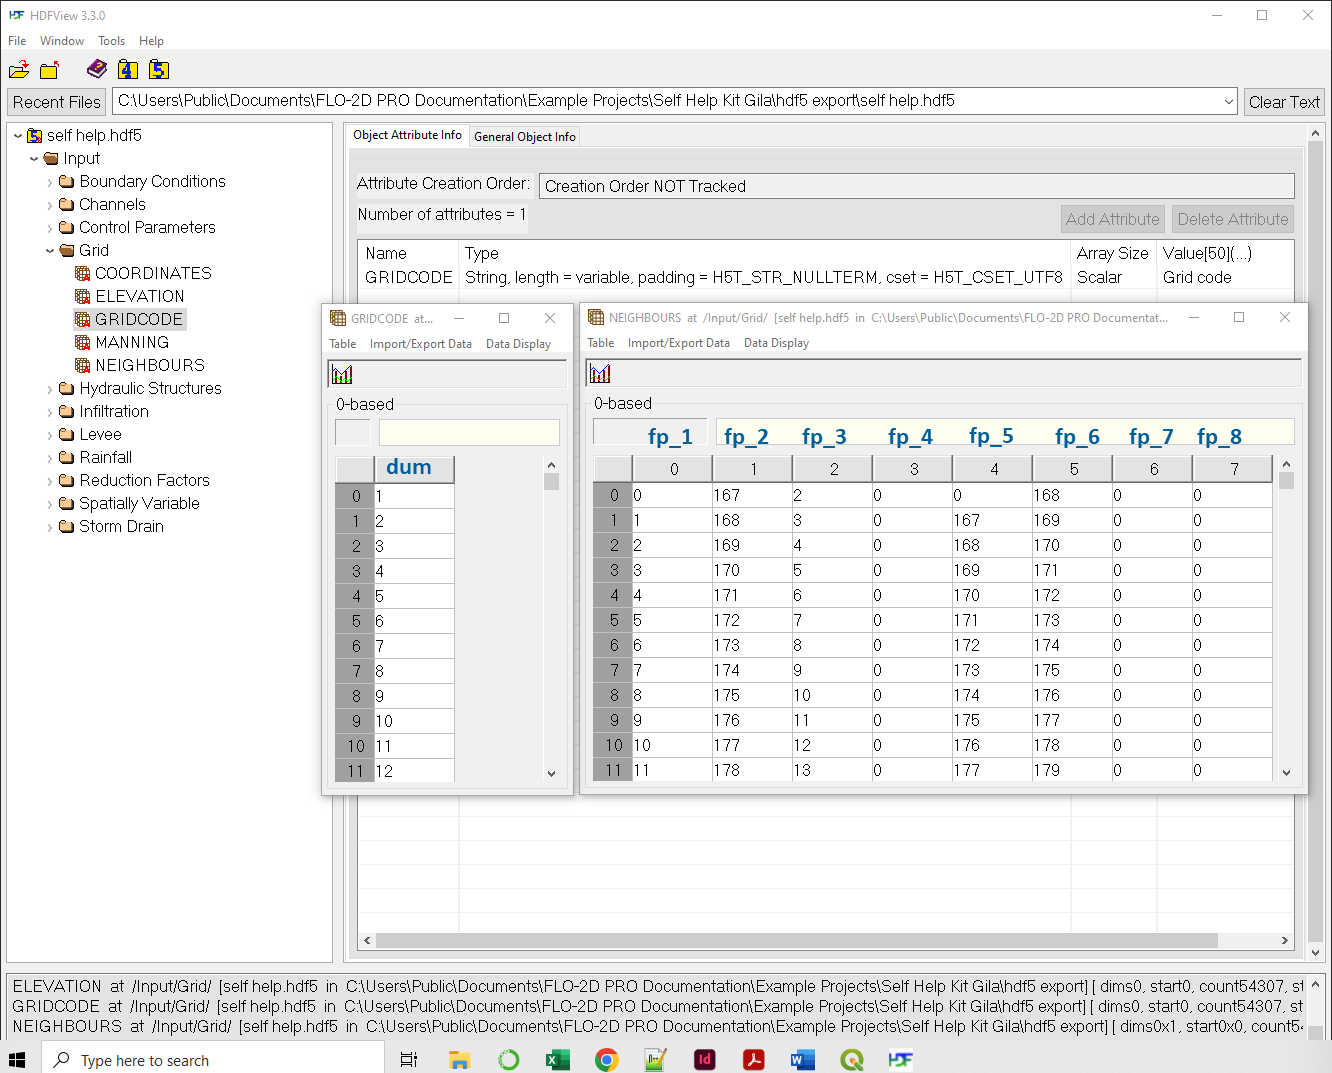 HDFView 3.3.0
File Window Tools Help
Recent Files
C:\Users\Public\Documents\FLO-2D PRO Documentation\Example Projects\Self Help Kit Gila\hdf5 export\self help.hdf5
Clear Text
self help.hdf5
Input
Boundary Conditions
Channels
Control Parameters
Grid
COORDINATES
ELEVATION
GRIDCODE
MANNING
NEIGHBOURS
Hydraulic Structures
Infiltration
Levee
Rainfall
Reduction Factors
Spatially Variable
Storm Drain
Object Attribute Info General Object Info
Attribute Creation Order: Creation Order NOT Tracked
Number of attributes = 1
Add Attribute Delete Attribute
Name Type Array Size Value[50](...)
GRIDCODE String, length = variable, padding = H5T_STR_NULLTERM, cset = H5T_CSET_UTF8 Scalar Grid code
GRIDCODE at...
Table Import/Export Data Data Display
0-based
dum
0 1
1 2
2 3
3 4
4 5
5 6
6 7
7 8
8 9
9 10
10 11
11 12
NEIGHBOURS at /Input/Grid/ [self help.hdf5 in C:\Users\Public\Documents\FLO-2D PRO Documentat...
Table Import/Export Data Data Display
0-based
fp_1 fp_2 fp_3 fp_4 fp_5 fp_6 fp_7 fp_8
0 1 2 3 4 5 6 7
0 0 167 2 0 0 168 0 0
1 1 168 3 0 167 169 0 0
2 2 169 4 0 168 170 0 0
3 3 170 5 0 169 171 0 0
4 4 171 6 0 170 172 0 0
5 5 172 7 0 171 173 0 0
6 6 173 8 0 172 174 0 0
7 7 174 9 0 173 175 0 0
8 8 175 10 0 174 176 0 0
9 9 176 11 0 175 177 0 0
10 10 177 12 0 176 178 0 0
11 11 178 13 0 177 179 0 0
ELEVATION at /Input/Grid/ [self help.hdf5 in C:\Users\Public\Documents\FLO-2D PRO Documentation\Example Projects\Self Help Kit Gila\hdf5 export] [ dims0, start0, count54307, st
GRIDCODE at /Input/Grid/ [self help.hdf5 in C:\Users\Public\Documents\FLO-2D PRO Documentation\Example Projects\Self Help Kit Gila\hdf5 export] [ dims0, start0, count54307, st
NEIGHBOURS at /Input/Grid/ [self help.hdf5 in C:\Users\Public\Documents\FLO-2D PRO Documentation\Example Projects\Self Help Kit Gila\hdf5 export] [ dims0x1, start0x0, count54
Type here to search